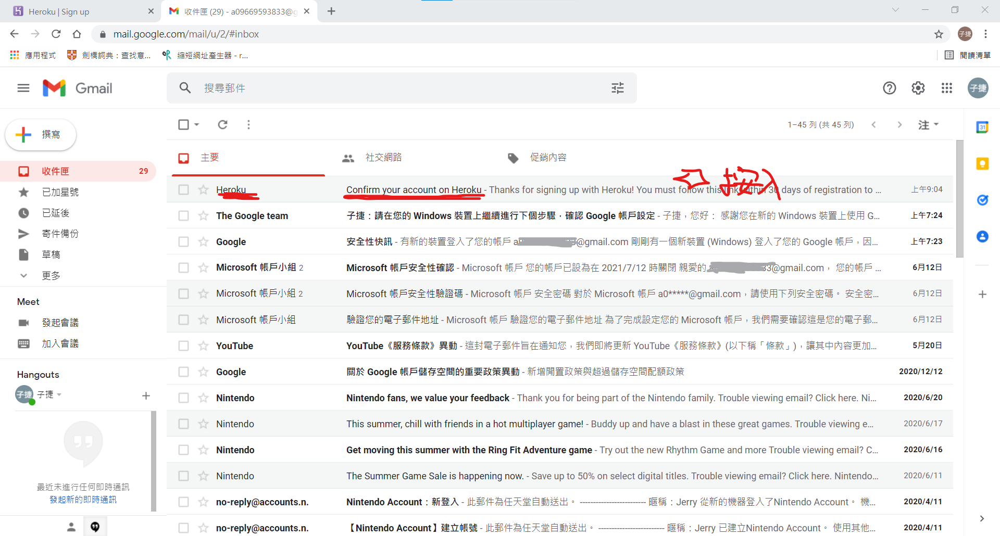 Heroku | Sign up
收件匣 (29) - a09669593833@g
mail.google.com/mail/u/2/#inbox
子捷
應用程式
劍橋詞典：查找意...
縮短網址產生器 - r...
閱讀清單
Gmail
搜尋郵件
子捷
撰寫
1–45 列 (共 45 列)
注
收件匣 29
已加星號
已延後
寄件備份
草稿
更多
Meet
發起會議
加入會議
Hangouts
子捷 子捷
最近未進行任何即時通訊
發起新的即時通訊
主要
社交網路
促銷內容
按入
Heroku Confirm your account on Heroku - Thanks for signing up with Heroku! You must follow this link within 30 days of registration to ... 上午9:04
The Google team 子捷：請在您的 Windows 裝置上繼續進行下個步驟，確認 Google 帳戶設定 - 子捷，您好： 感謝您在新的 Windows 裝置上使用 G... 上午7:24
Google 安全性快訊 - 有新的裝置登入了您的帳戶 a @gmail.com 剛剛有一個新裝置 (Windows) 登入了您的 Google 帳戶，因... 上午7:23
Microsoft 帳戶小組 2 Microsoft 帳戶安全性確認 - Microsoft 帳戶 您的帳戶已設為在 2021/7/12 時關閉 親愛的 33@gmail.com， 您的帳戶 ... 6月12日
Microsoft 帳戶小組 2 Microsoft 帳戶安全性驗證碼 - Microsoft 帳戶 安全密碼 對於 Microsoft 帳戶 a0*****@gmail.com，請使用下列安全密碼。 安全密... 6月12日
Microsoft 帳戶小組 驗證您的電子郵件地址 - Microsoft 帳戶 驗證您的電子郵件地址 為了完成設定您的 Microsoft 帳戶，我們需要確認這是您的電子郵... 6月12日
YouTube YouTube《服務條款》異動 - 這封電子郵件旨在通知您，我們即將更新 YouTube《服務條款》(以下稱「條款」)，讓其中內容更加... 5月20日
Google 關於 Google 帳戶儲存空間的重要政策異動 - 新增閒置政策與超過儲存空間配額政策 2020/12/12
Nintendo Nintendo fans, we value your feedback - Thank you for being part of the Nintendo family. Trouble viewing email? Click here. Ni... 2020/6/20
Nintendo This summer, chill with friends in a hot multiplayer game! - Buddy up and have a blast in these great games. Trouble viewing e... 2020/6/17
Nintendo Get moving this summer with the Ring Fit Adventure game - Try out the new Rhythm Game and more Trouble viewing email? C... 2020/6/16
Nintendo The Summer Game Sale is happening now. - Save up to 50% on select digital titles. Trouble viewing email? Click here. Nintendo... 2020/6/11
no-reply@accounts.n. Nintendo Account：新登入 - 此郵件為任天堂自動送出。 ------------------------- 暱稱：Jerry 從新的機器登入了Nintendo Account。 機... 2020/4/11
no-reply@accounts.n. 【Nintendo Account】建立帳號 - 此郵件為任天堂自動送出。 ------------------------- 暱稱：Jerry 已建立Nintendo Account。 使用其他... 2020/4/11
31